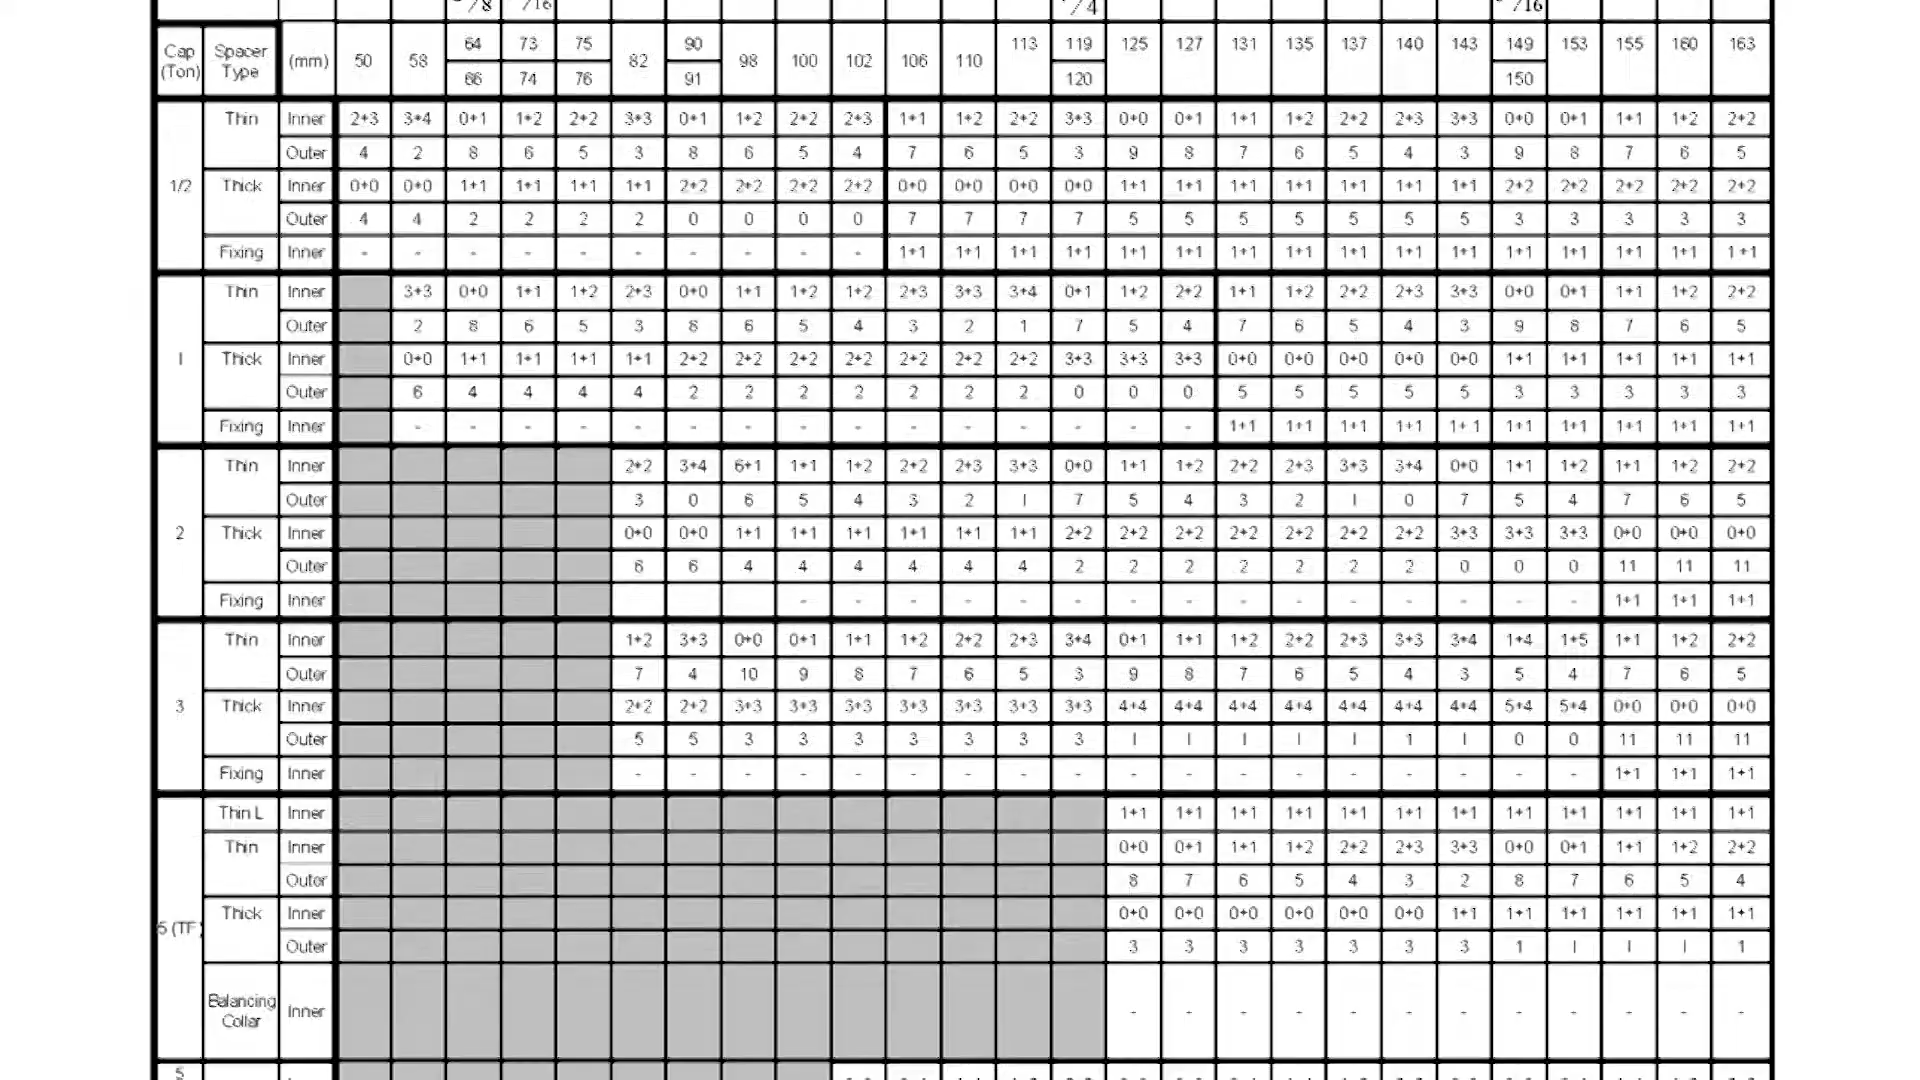 Cap (Ton) Spacer Type (mm) 50 58 64 66 73 74 75 76 82 90 91 98 100 102 106 110 113 119 120 125 127 131 135 137 140 143 149 150 153 155 160 163
1/2 Thin Inner 2+3 3+4 0+1 1+2 2+2 3+3 0+1 1+2 2+2 2+3 1+1 1+2 2+2 3+3 0+0 0+1 1+1 1+2 2+2 2+3 3+3 0+0 0+1 1+1 1+2 2+2
Outer 4 2 8 6 5 3 8 6 5 4 7 6 5 3 9 8 7 6 5 4 3 9 8 7 6 5
Thick Inner 0+0 0+0 1+1 1+1 1+1 1+1 2+2 2+2 2+2 2+2 0+0 0+0 0+0 0+0 1+1 1+1 1+1 1+1 1+1 1+1 1+1 2+2 2+2 2+2 2+2 2+2
Outer 4 4 2 2 2 2 0 0 0 0 7 7 7 7 5 5 5 5 5 5 5 3 3 3 3 3
Fixing Inner - - - - - - - - - - 1+1 1+1 1+1 1+1 1+1 1+1 1+1 1+1 1+1 1+1 1+1 1+1 1+1 1+1 1+1 1+1
1 Thin Inner 3+3 0+0 1+1 1+2 2+3 0+0 1+1 1+2 1+2 2+3 3+3 3+4 0+1 1+2 2+2 1+1 1+2 2+2 2+3 3+3 0+0 0+1 1+1 1+2 2+2
Outer 2 8 6 5 3 8 6 5 4 3 2 1 7 5 4 7 6 5 4 3 9 8 7 6 5
Thick Inner 0+0 1+1 1+1 1+1 1+1 2+2 2+2 2+2 2+2 2+2 2+2 2+2 3+3 3+3 3+3 0+0 0+0 0+0 0+0 0+0 1+1 1+1 1+1 1+1 1+1
Outer 6 4 4 4 4 2 2 2 2 2 2 2 0 0 0 5 5 5 5 5 3 3 3 3 3
Fixing Inner - - - - - - - - - - - - - - - 1+1 1+1 1+1 1+1 1+1 1+1 1+1 1+1 1+1 1+1
2 Thin Inner 2+2 3+4 6+1 1+1 1+2 2+2 2+3 3+3 0+0 1+1 1+2 2+2 2+3 3+3 3+4 0+0 1+1 1+2 1+1 1+2 2+2
Outer 3 0 6 5 4 3 2 1 7 5 4 3 2 1 0 7 5 4 7 6 5
Thick Inner 0+0 0+0 1+1 1+1 1+1 1+1 1+1 1+1 2+2 2+2 2+2 2+2 2+2 2+2 2+2 3+3 3+3 3+3 0+0 0+0 0+0
Outer 6 6 4 4 4 4 4 4 2 2 2 2 2 2 2 0 0 0 11 11 11
Fixing Inner - - - - - - - - - - - - - - - 1+1 1+1 1+1
3 Thin Inner 1+2 3+3 0+0 0+1 1+1 1+2 2+2 2+3 3+4 0+1 1+1 1+2 2+2 2+3 3+3 3+4 1+4 1+5 1+1 1+2 2+2
Outer 7 4 10 9 8 7 6 5 3 9 8 7 6 5 4 3 5 4 7 6 5
Thick Inner 2+2 2+2 3+3 3+3 3+3 3+3 3+3 3+3 3+3 4+4 4+4 4+4 4+4 4+4 4+4 4+4 5+4 5+4 0+0 0+0 0+0
Outer 5 5 3 3 3 3 3 3 3 1 1 1 1 1 1 1 0 0 11 11 11
Fixing Inner - - - - - - - - - - - - - - - - - - 1+1 1+1 1+1
5 (TF) Thin L Inner 1+1 1+1 1+1 1+1 1+1 1+1 1+1 1+1 1+1 1+1 1+1 1+1
Thin Inner 0+0 0+1 1+1 1+2 2+2 2+3 3+3 0+0 0+1 1+1 1+2 2+2
Outer 8 7 6 5 4 3 2 8 7 6 5 4
Thick Inner 0+0 0+0 0+0 0+0 0+0 0+0 1+1 1+1 1+1 1+1 1+1 1+1
Outer 3 3 3 3 3 3 3 1 1 1 1 1
Balancing Collar Inner - - - - - - - - - - - -
5